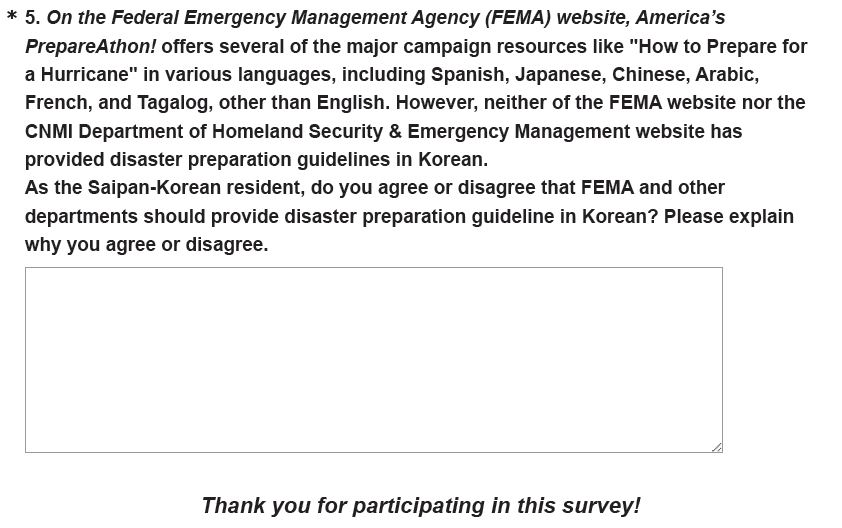 * 5. On the Federal Emergency Management Agency (FEMA) website, America’s
PrepareAthon! offers several of the major campaign resources like "How to Prepare for
a Hurricane" in various languages, including Spanish, Japanese, Chinese, Arabic,
French, and Tagalog, other than English. However, neither of the FEMA website nor the
CNMI Department of Homeland Security & Emergency Management website has
provided disaster preparation guidelines in Korean.
As the Saipan-Korean resident, do you agree or disagree that FEMA and other
departments should provide disaster preparation guideline in Korean? Please explain
why you agree or disagree.
Thank you for participating in this survey!